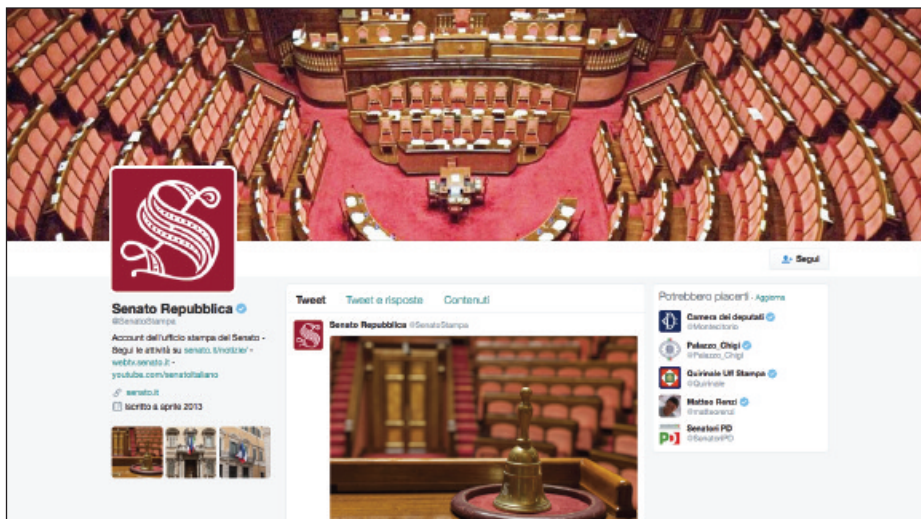 Segui
Senato Repubblica
@SenatoStampa
Account dell'ufficio stampa del Senato -
Segui le attività su senato.it/notizie/ -
webtv.senato.it -
youtube.com/senatoitaliano
senato.it
Iscritto a aprile 2013
Tweet Tweet e risposte Contenuti
Senato Repubblica @SenatoStampa
Potrebbero piacerti · Aggiorna
Camera dei deputati
@Montecitorio
Palazzo_Chigi
@Palazzo_Chigi
Quirinale Uff Stampa
@Quirinale
Matteo Renzi
@matteorenzi
Senatori PD
@SenatoriPD
PD